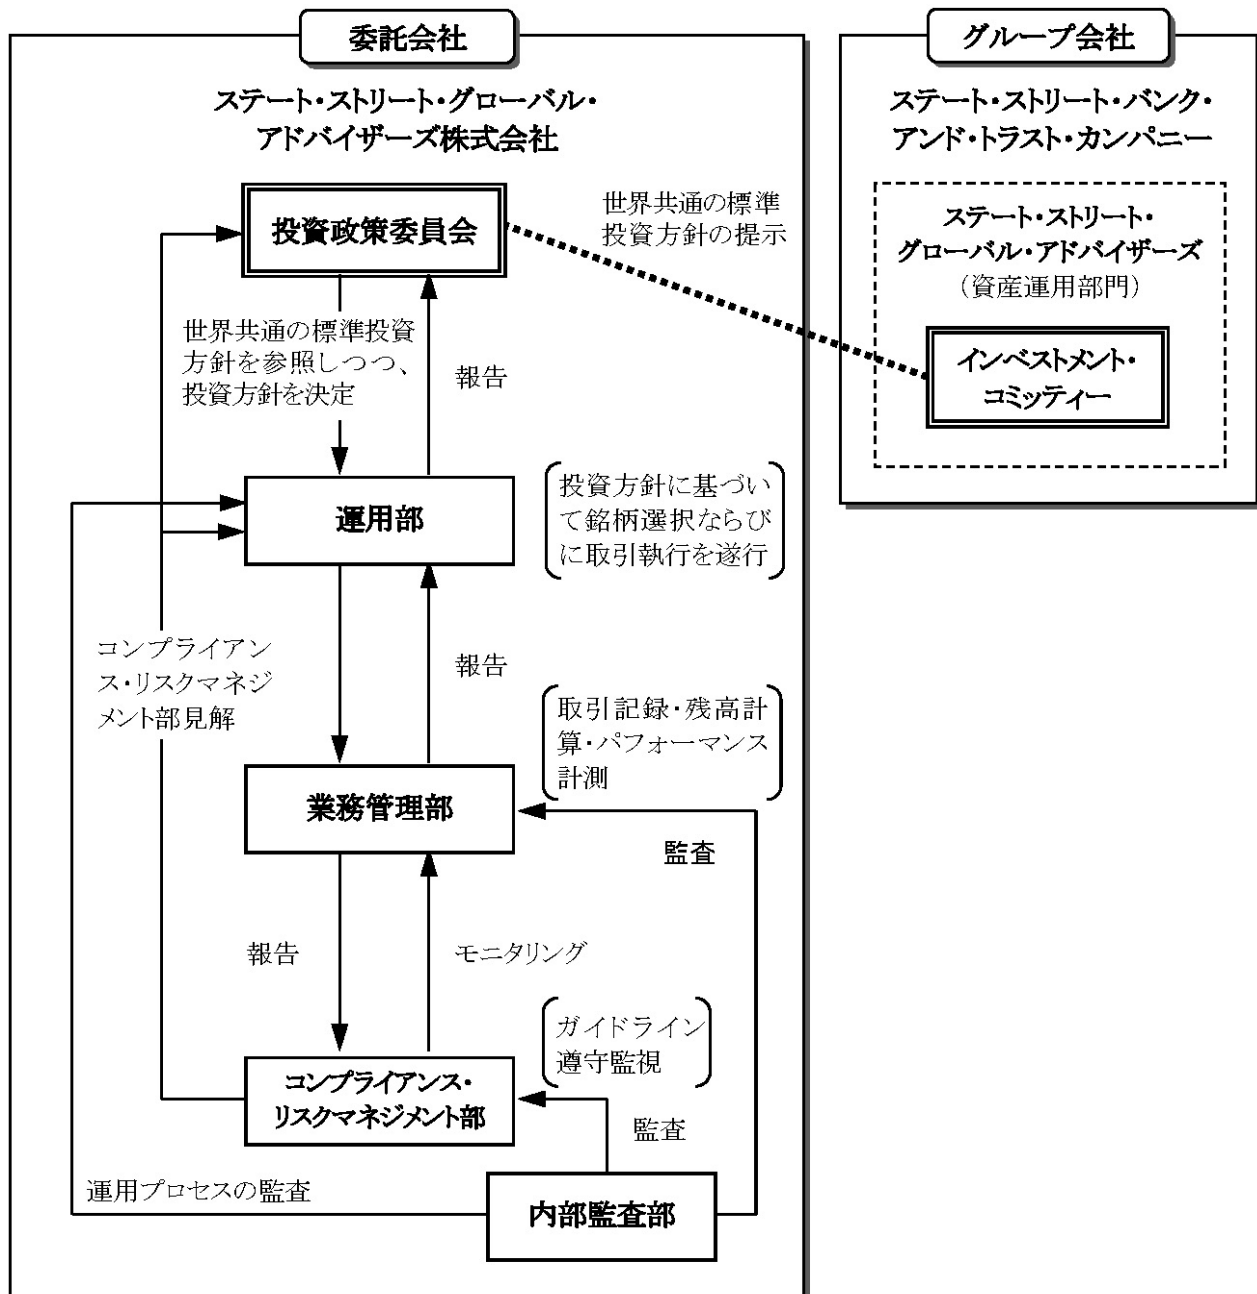 委託会社
ステート・ストリート・グローバル・
アドバイザーズ株式会社
グループ会社
ステート・ストリート・バンク・
アンド・トラスト・カンパニー
投資政策委員会
世界共通の標準
投資方針の提示
ステート・ストリート・
グローバル・アドバイザーズ
（資産運用部門）
インベストメント・
コミッティー
世界共通の標準投資
方針を参照しつつ、
投資方針を決定
報告
運用部
投資方針に基づい
て銘柄選択ならび
に取引執行を遂行
コンプライアン
ス・リスクマネジ
メント部見解
報告
取引記録・残高計
算・パフォーマンス
計測
業務管理部
監査
報告
モニタリング
ガイドライン
遵守監視
コンプライアンス・
リスクマネジメント部
監査
運用プロセスの監査
内部監査部